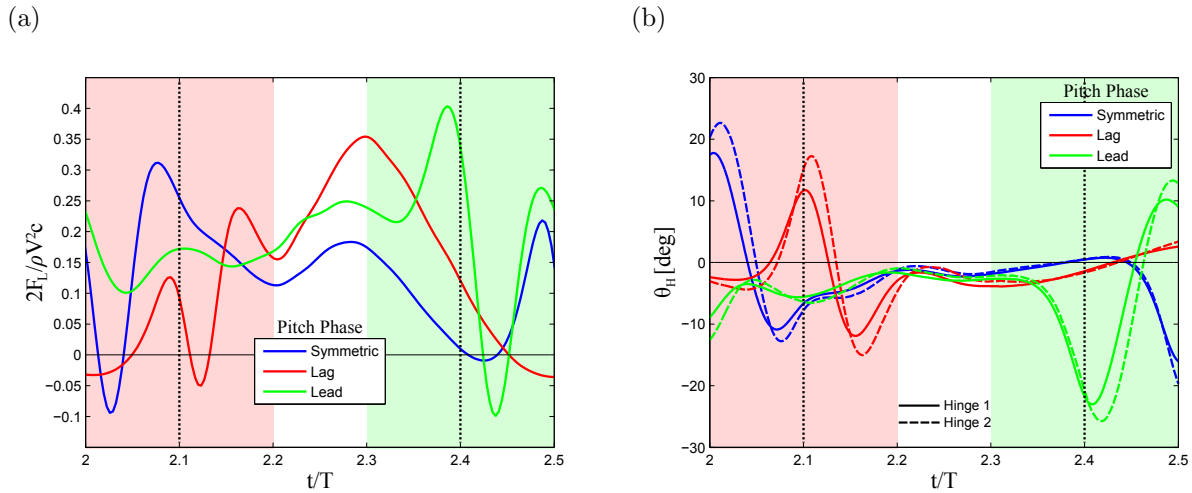 (a)
(b)
2F_L/ρV²c
0.4
0.35
0.3
0.25
0.2
0.15
0.1
0.05
0
−0.05
−0.1
Pitch Phase
Symmetric
Lag
Lead
2 2.1 2.2 2.3 2.4 2.5
t/T
θ_H [deg]
30
20
10
0
−10
−20
−30
Pitch Phase
Symmetric
Lag
Lead
Hinge 1
Hinge 2
2 2.1 2.2 2.3 2.4 2.5
t/T